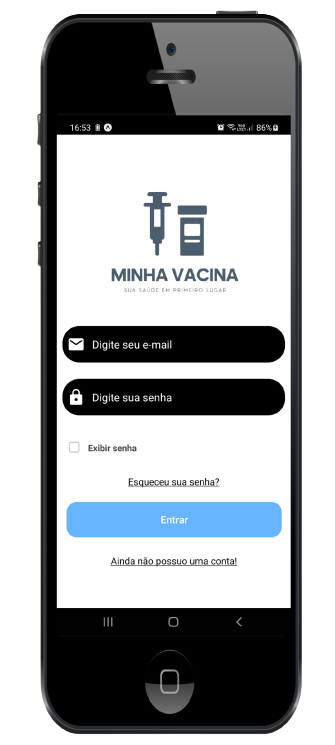 16:53 86%
MINHA VACINA
SUA SAÚDE EM PRIMEIRO LUGAR
Digite seu e-mail
Digite sua senha
Exibir senha
Esqueceu sua senha?
Entrar
Ainda não possuo uma conta!